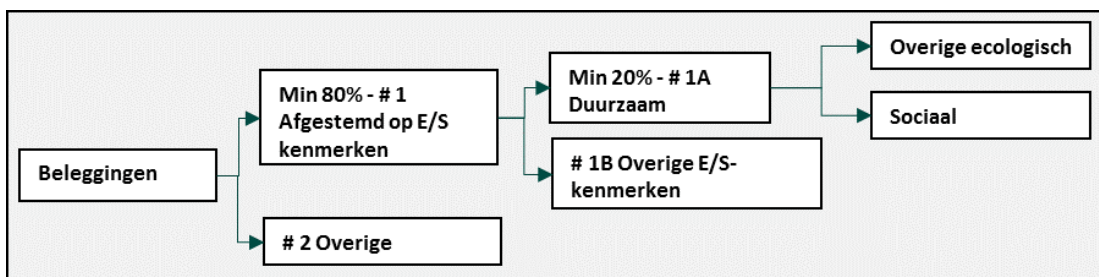 Beleggingen
Min 80% - # 1
Afgestemd op E/S
kenmerken
# 2 Overige
Min 20% - # 1A
Duurzaam
# 1B Overige E/S-
kenmerken
Overige ecologisch
Sociaal